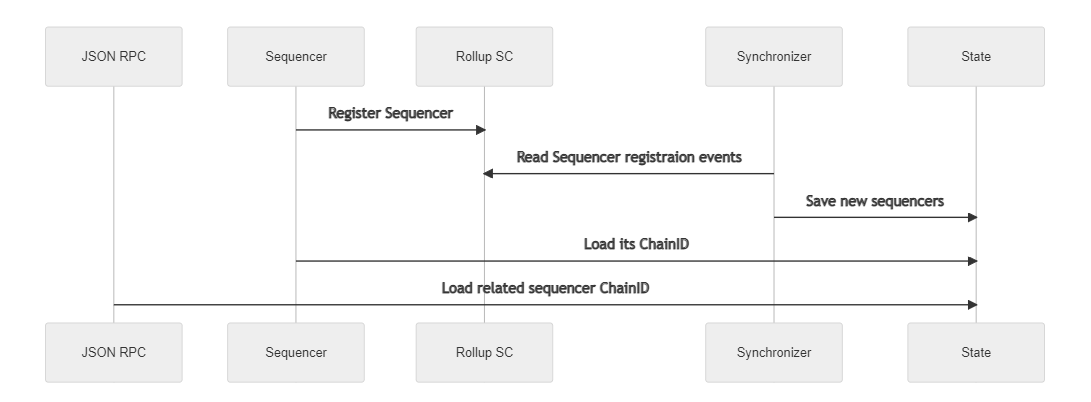 JSON RPC
Sequencer
Rollup SC
Synchronizer
State
Register Sequencer
Read Sequencer registraion events
Save new sequencers
Load its ChainID
Load related sequencer ChainID
JSON RPC
Sequencer
Rollup SC
Synchronizer
State